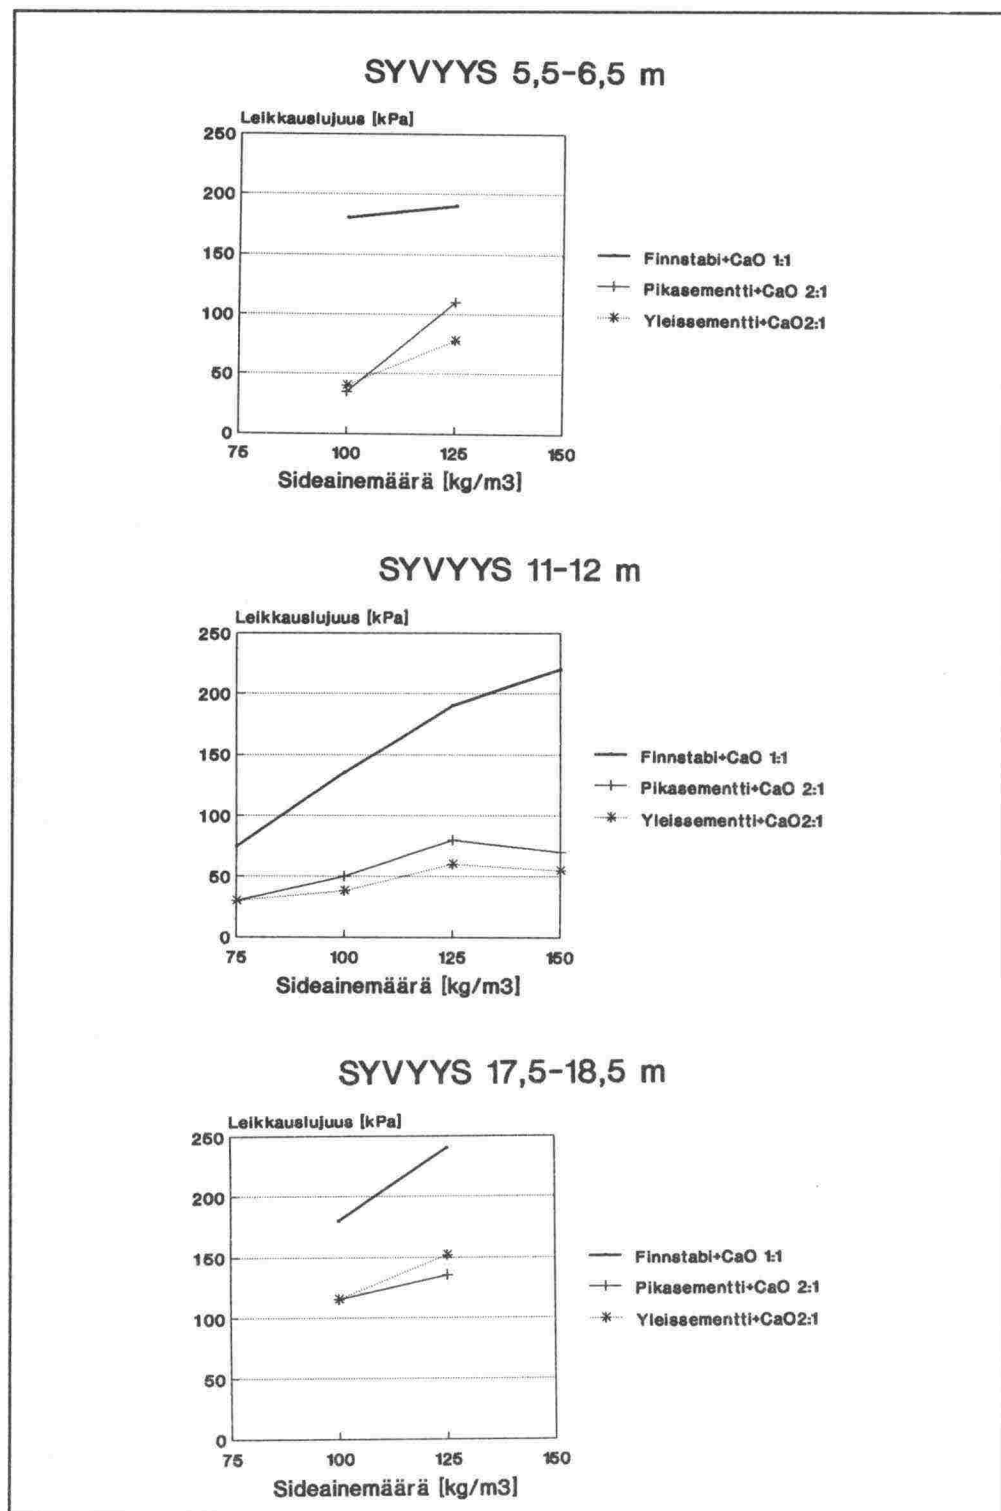 SYVYYS 5,5-6,5 m
Leikkauslujuus [kPa]
250
200
150
100
50
0
75 100 125 150
Sideainemäärä [kg/m3]
Finnstabi+CaO 1:1
Pikasementti+CaO 2:1
Yleissementti+CaO2:1
SYVYYS 11-12 m
Leikkauslujuus [kPa]
250
200
150
100
50
0
75 100 125 150
Sideainemäärä [kg/m3]
Finnstabi+CaO 1:1
Pikasementti+CaO 2:1
Yleissementti+CaO2:1
SYVYYS 17,5-18,5 m
Leikkauslujuus [kPa]
250
200
150
100
50
0
75 100 125 150
Sideainemäärä [kg/m3]
Finnstabi+CaO 1:1
Pikasementti+CaO 2:1
Yleissementti+CaO2:1